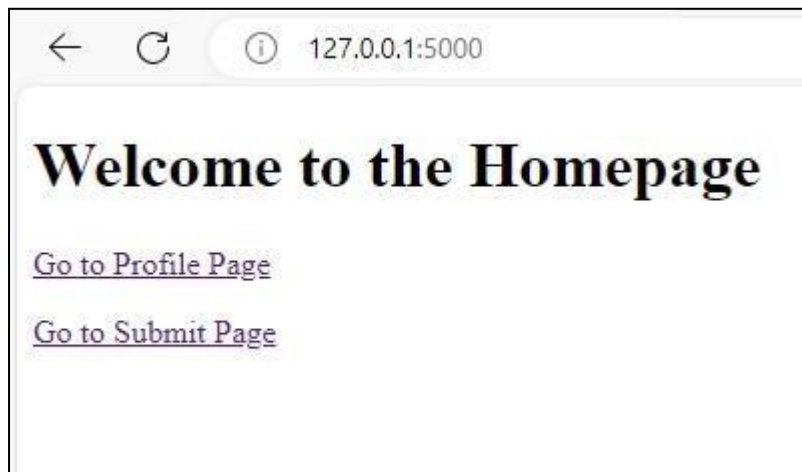 127.0.0.1:5000
Welcome to the Homepage
Go to Profile Page
Go to Submit Page